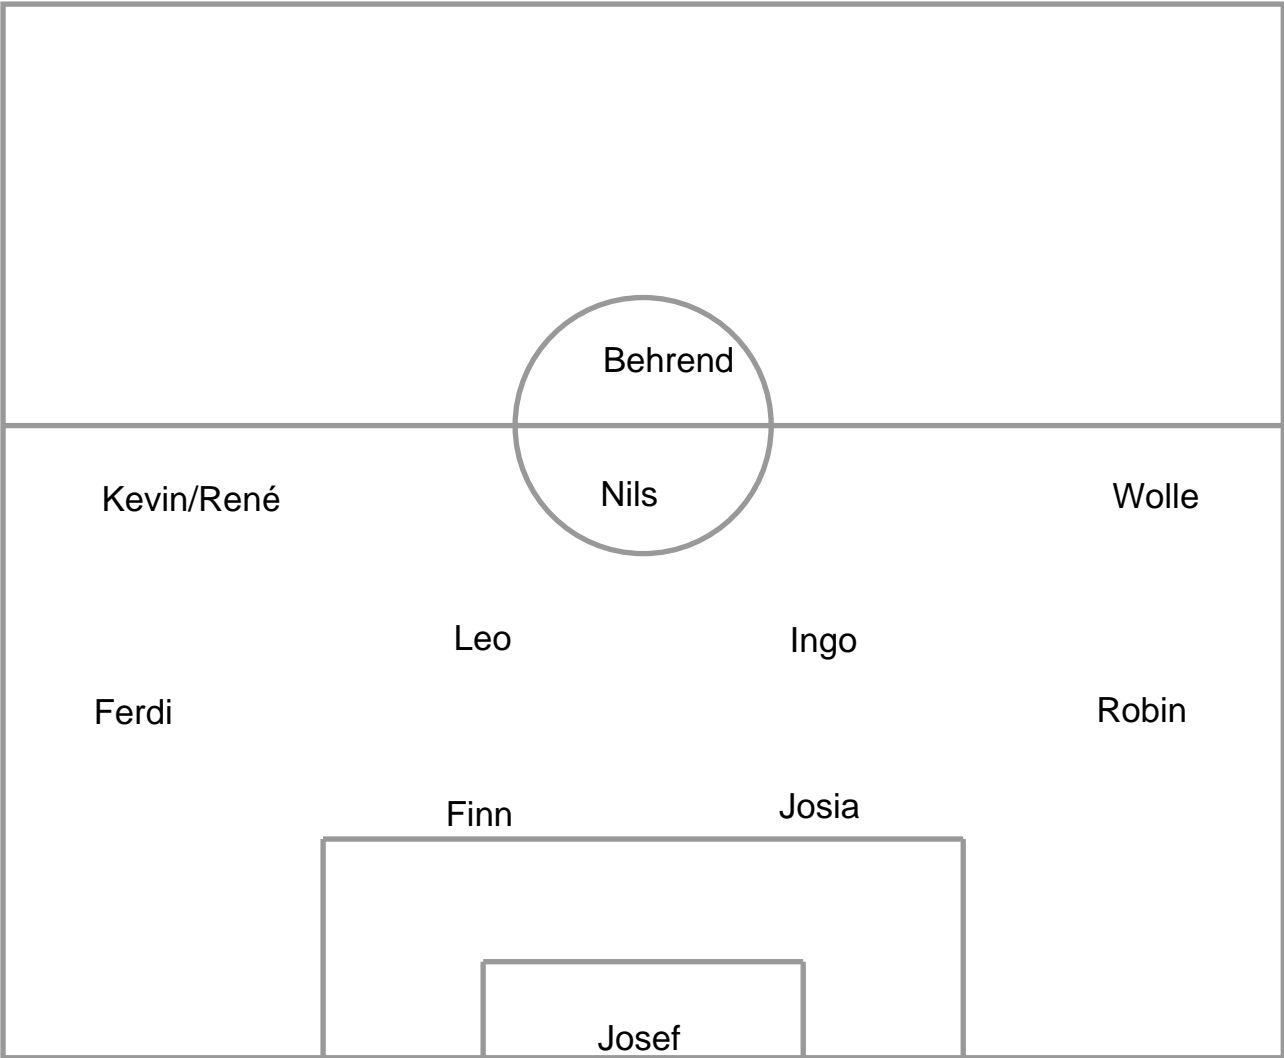 Behrend
Kevin/René
Nils
Wolle
Leo
Ingo
Ferdi
Robin
Finn
Josia
Josef